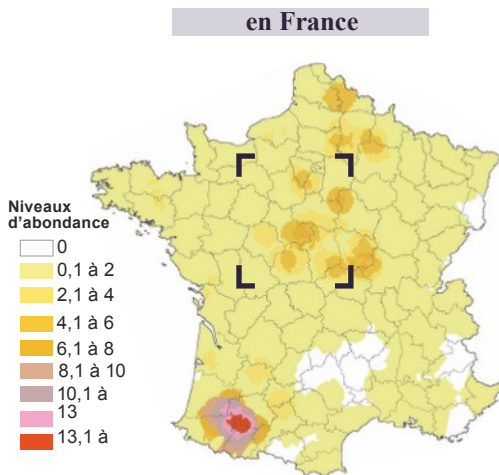 en France
Niveaux
d'abondance
0
0,1 à 2
2,1 à 4
4,1 à 6
6,1 à 8
8,1 à 10
10,1 à
13
13,1 à